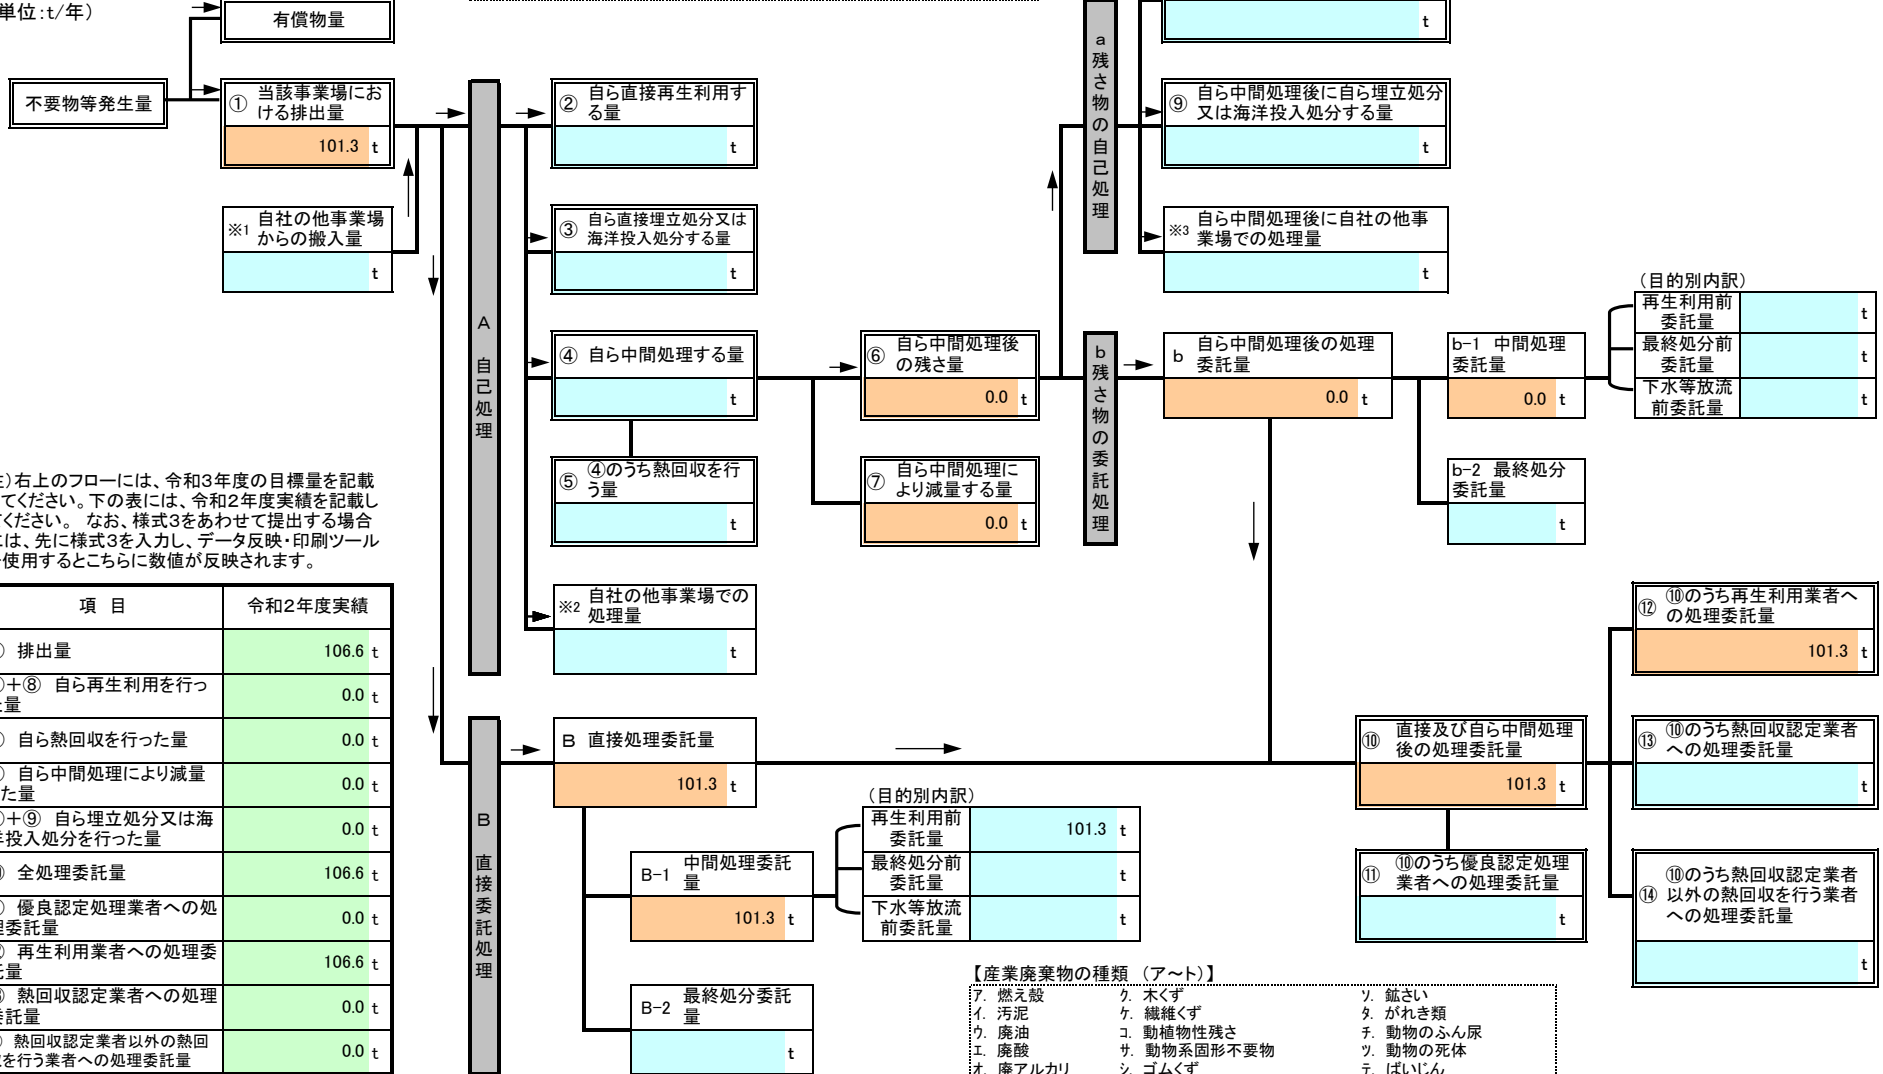 単位:t/年)
有償物量
不要物等発生量
① 当該事業場にお
ける排出量
101.3 t
※1 自社の他事業場
からの搬入量
t
A 自己処理
② 自ら直接再生利用す
る量
t
③ 自ら直接埋立処分又は
海洋投入処分する量
t
④ 自ら中間処理する量
t
⑤ ④のうち熱回収を行
う量
t
※2 自社の他事業場での
処理量
t
⑥ 自ら中間処理後
の残さ量
0.0 t
⑦ 自ら中間処理に
より減量する量
0.0 t
a残さ物の自己処理
t
⑨ 自ら中間処理後に自ら埋立処分
又は海洋投入処分する量
t
※3 自ら中間処理後に自社の他事
業場での処理量
t
b残さ物の委託処理
b 自ら中間処理後の処理
委託量
0.0 t
b-1 中間処理
委託量
0.0 t
b-2 最終処分
委託量
t
(目的別内訳)
再生利用前
委託量
t
最終処分前
委託量
t
下水等放流
前委託量
t
)右上のフローには、令和3年度の目標量を記載
てください。下の表には、令和2年度実績を記載し
ください。 なお、様式3をあわせて提出する場合
は、先に様式3を入力し、データ反映・印刷ツール
使用するとこちらに数値が反映されます。
項 目 令和2年度実績
) 排出量 106.6 t
)+⑧ 自ら再生利用を行っ
量 0.0 t
) 自ら熱回収を行った量 0.0 t
) 自ら中間処理により減量
た量 0.0 t
)+⑨ 自ら埋立処分又は海
投入処分を行った量 0.0 t
) 全処理委託量 106.6 t
) 優良認定処理業者への処
委託量 0.0 t
) 再生利用業者への処理委
量 106.6 t
) 熱回収認定業者への処理
託量 0.0 t
) 熱回収認定業者以外の熱回
を行う業者への処理委託量 0.0 t
B 直接委託処理
B 直接処理委託量
101.3 t
B-1 中間処理委託
量
101.3 t
B-2 最終処分委託
量
t
(目的別内訳)
再生利用前
委託量
101.3 t
最終処分前
委託量
t
下水等放流
前委託量
t
⑩ 直接及び自ら中間処理
後の処理委託量
101.3 t
⑪ ⑩のうち優良認定処理
業者への処理委託量
t
⑫ ⑩のうち再生利用業者へ
の処理委託量
101.3 t
⑬ ⑩のうち熱回収認定業者
への処理委託量
t
⑭ ⑩のうち熱回収認定業者
以外の熱回収を行う業者
への処理委託量
t
【産業廃棄物の種類 (ア~ト)】
ア. 燃え殻 ク. 木くず ソ. 鉱さい
イ. 汚泥 ケ. 繊維くず タ. がれき類
ウ. 廃油 コ. 動植物性残さ チ. 動物のふん尿
エ. 廃酸 サ. 動物系固形不要物 ツ. 動物の死体
オ. 廃アルカリ シ. ゴムくず テ. ばいじん